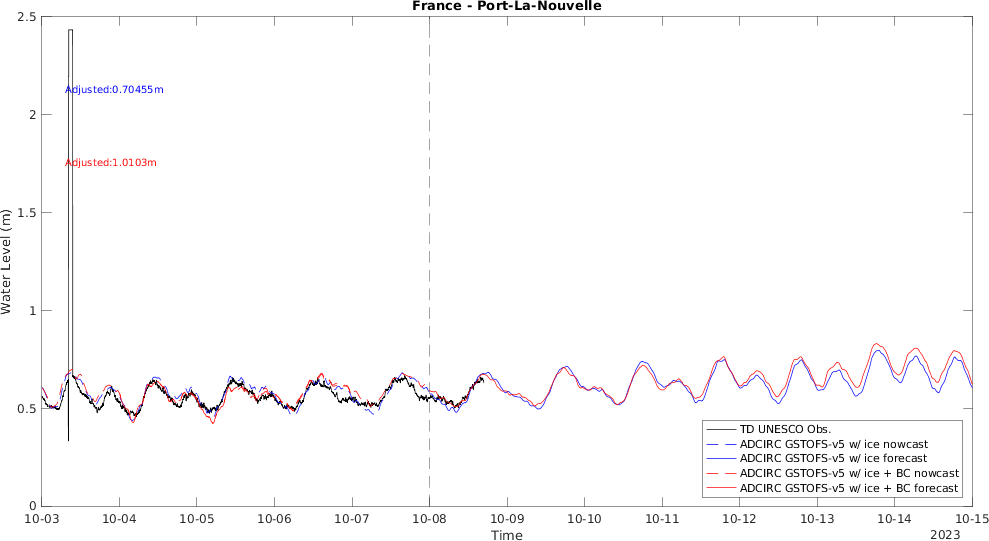 France - Port-La-Nouvelle
2.5
2
1.5
1
0.5
0
Water Level (m)
Adjusted:0.70455m
Adjusted:1.0103m
TD UNESCO Obs.
ADCIRC GSTOFS-v5 w/ ice nowcast
ADCIRC GSTOFS-v5 w/ ice forecast
ADCIRC GSTOFS-v5 w/ ice + BC nowcast
ADCIRC GSTOFS-v5 w/ ice + BC forecast
10-03 10-04 10-05 10-06 10-07 10-08 10-09 10-10 10-11 10-12 10-13 10-14 10-15
Time
2023